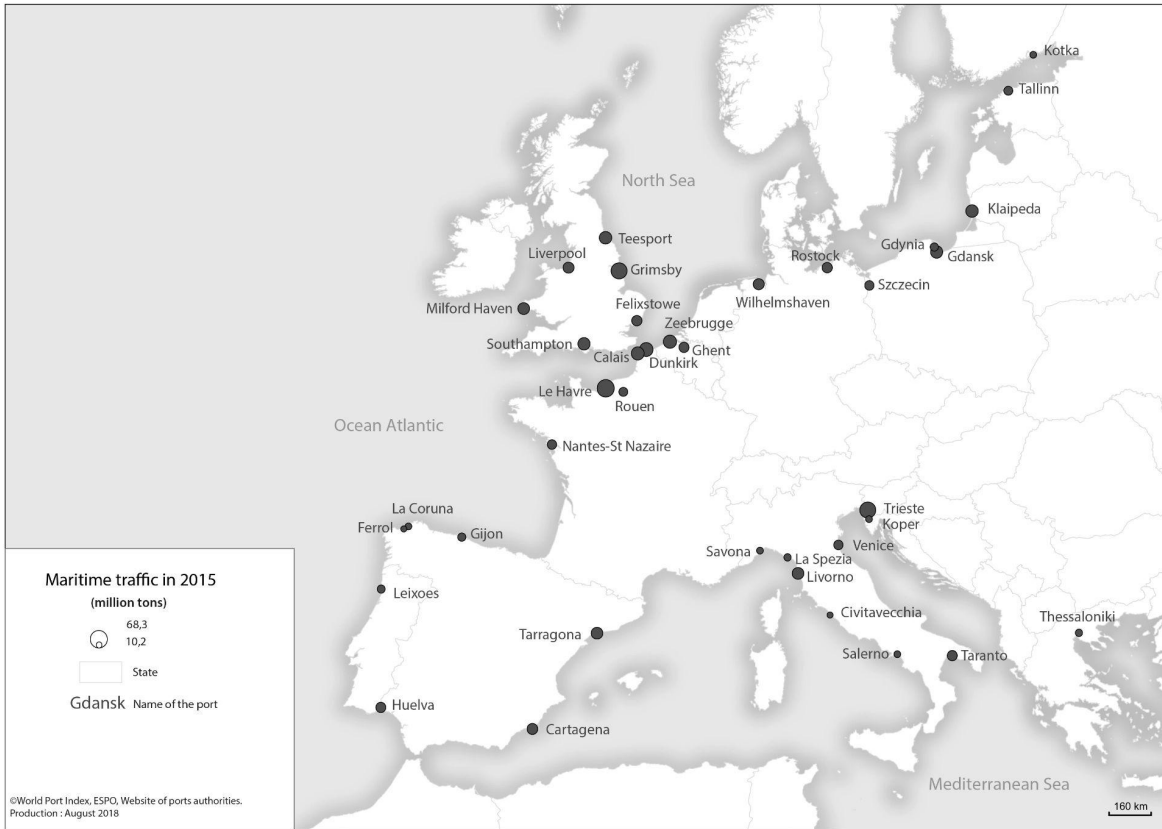 Kotka
Tallinn
North Sea
Klaipeda
Teesport
Gdynia
Gdansk
Liverpool
Rostock
Grimsby
Szczecin
Wilhelmshaven
Milford Haven
Felixstowe
Zeebrugge
Southampton
Ghent
Calais
Dunkirk
Le Havre
Rouen
Ocean Atlantic
Nantes-St Nazaire
La Coruna
Ferrol
Gijon
Trieste
Koper
Venice
Savona
La Spezia
Livorno
Leixoes
Civitavecchia
Thessaloniki
Tarragona
Salerno
Taranto
Huelva
Cartagena
Mediterranean Sea
160 km
Maritime traffic in 2015
(million tons)
68,3
10,2
State
Gdansk Name of the port
©World Port Index, ESPO, Website of ports authorities.
Production : August 2018